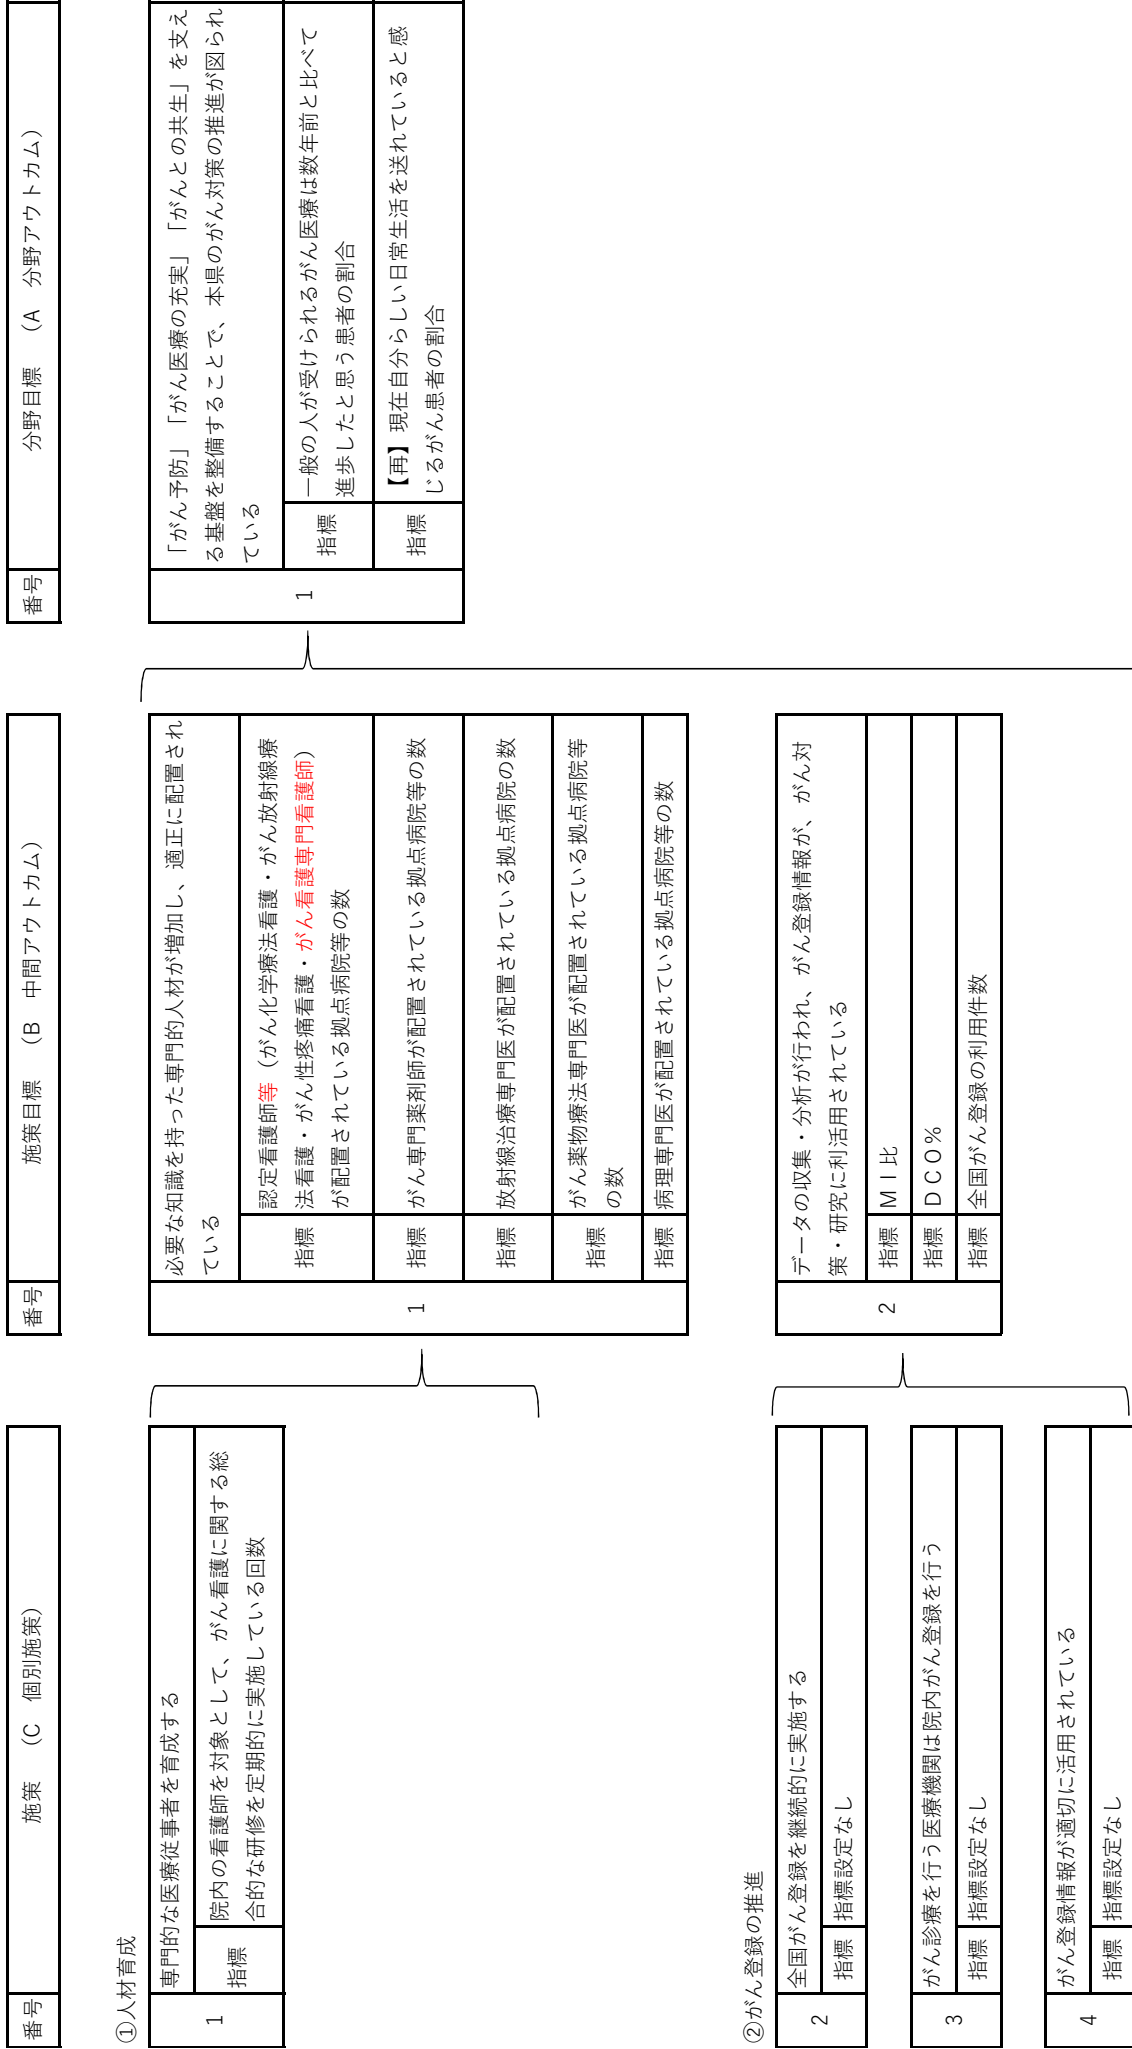 番号
施策　（C　個別施策）
番号
施策目標　（B　中間アウトカム）
番号
分野目標　（A　分野アウトカム）
①人材育成
1
専門的な医療従事者を育成する
指標
院内の看護師を対象として、がん看護に関する総
合的な研修を定期的に実施している回数
1
必要な知識を持った専門的人材が増加し、適正に配置され
ている
指標
認定看護師等（がん化学療法看護・がん放射線療
法看護・がん性疼痛看護・がん看護専門看護師）
が配置されている拠点病院等の数
指標
がん専門薬剤師が配置されている拠点病院等の数
指標
放射線治療専門医が配置されている拠点病院の数
指標
がん薬物療法専門医が配置されている拠点病院等
の数
指標
病理専門医が配置されている拠点病院等の数
1
「がん予防」「がん医療の充実」「がんとの共生」を支え
る基盤を整備することで、本県のがん対策の推進が図られ
ている
指標
一般の人が受けられるがん医療は数年前と比べて
進歩したと思う患者の割合
指標
【再】現在自分らしい日常生活を送れていると感
じるがん患者の割合
②がん登録の推進
2
全国がん登録を継続的に実施する
指標
指標設定なし
3
がん診療を行う医療機関は院内がん登録を行う
指標
指標設定なし
4
がん登録情報が適切に活用されている
指標
指標設定なし
2
データの収集・分析が行われ、がん登録情報が、がん対
策・研究に利活用されている
指標
ＭＩ比
指標
ＤＣＯ％
指標
全国がん登録の利用件数